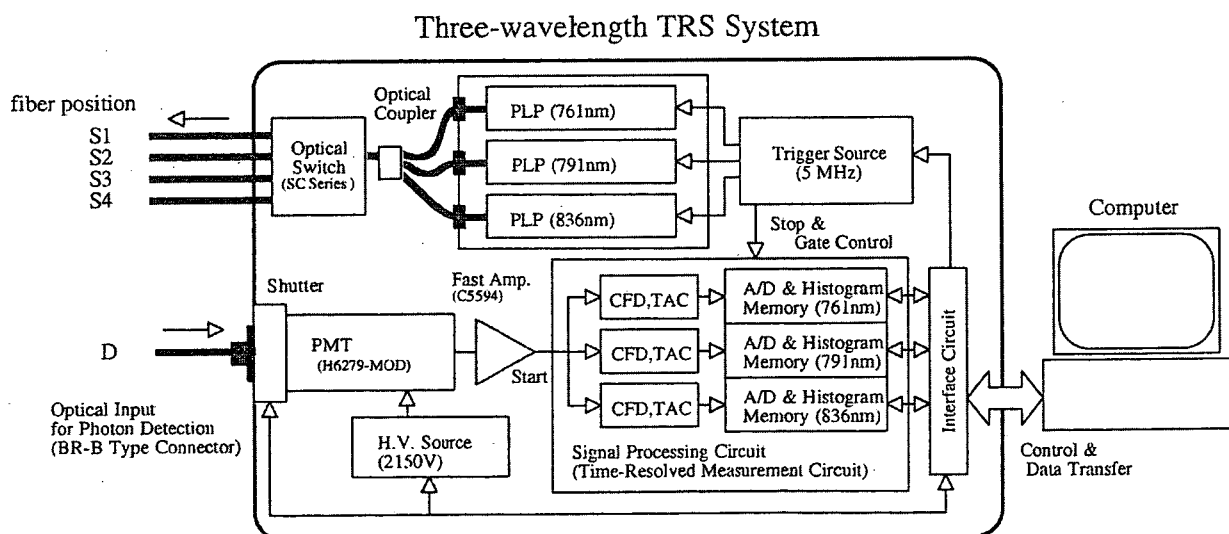 Three-wavelength TRS System
fiber position
S1
S2
S3
S4
Optical
Switch
(SC Series)
Optical
Coupler
PLP (761nm)
PLP (791nm)
PLP (836nm)
Trigger Source
(5 MHz)
Stop &
Gate Control
Computer
Shutter
D
Optical Input
for Photon Detection
(BR-B Type Connector)
PMT
(H6279-MOD)
Fast Amp.
(C5594)
Start
H.V. Source
(2150V)
CFD,TAC
A/D & Histogram
Memory (761nm)
CFD,TAC
A/D & Histogram
Memory (791nm)
CFD,TAC
A/D & Histogram
Memory (836nm)
Signal Processing Circuit
(Time-Resolved Measurement Circuit)
Interface Circuit
Control &
Data Transfer